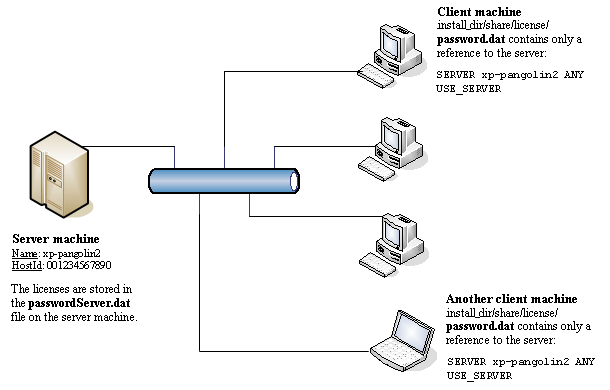 Client machine
install_dir/share/license/
password.dat contains only a
reference to the server:
SERVER xp-pangolin2 ANY
USE_SERVER
Server machine
Name: xp-pangolin2
HostId: 001234567890
The licenses are stored in
the passwordServer.dat
file on the server machine.
Another client machine
install_dir/share/license/
password.dat contains only a
reference to the server:
SERVER xp-pangolin2 ANY
USE_SERVER